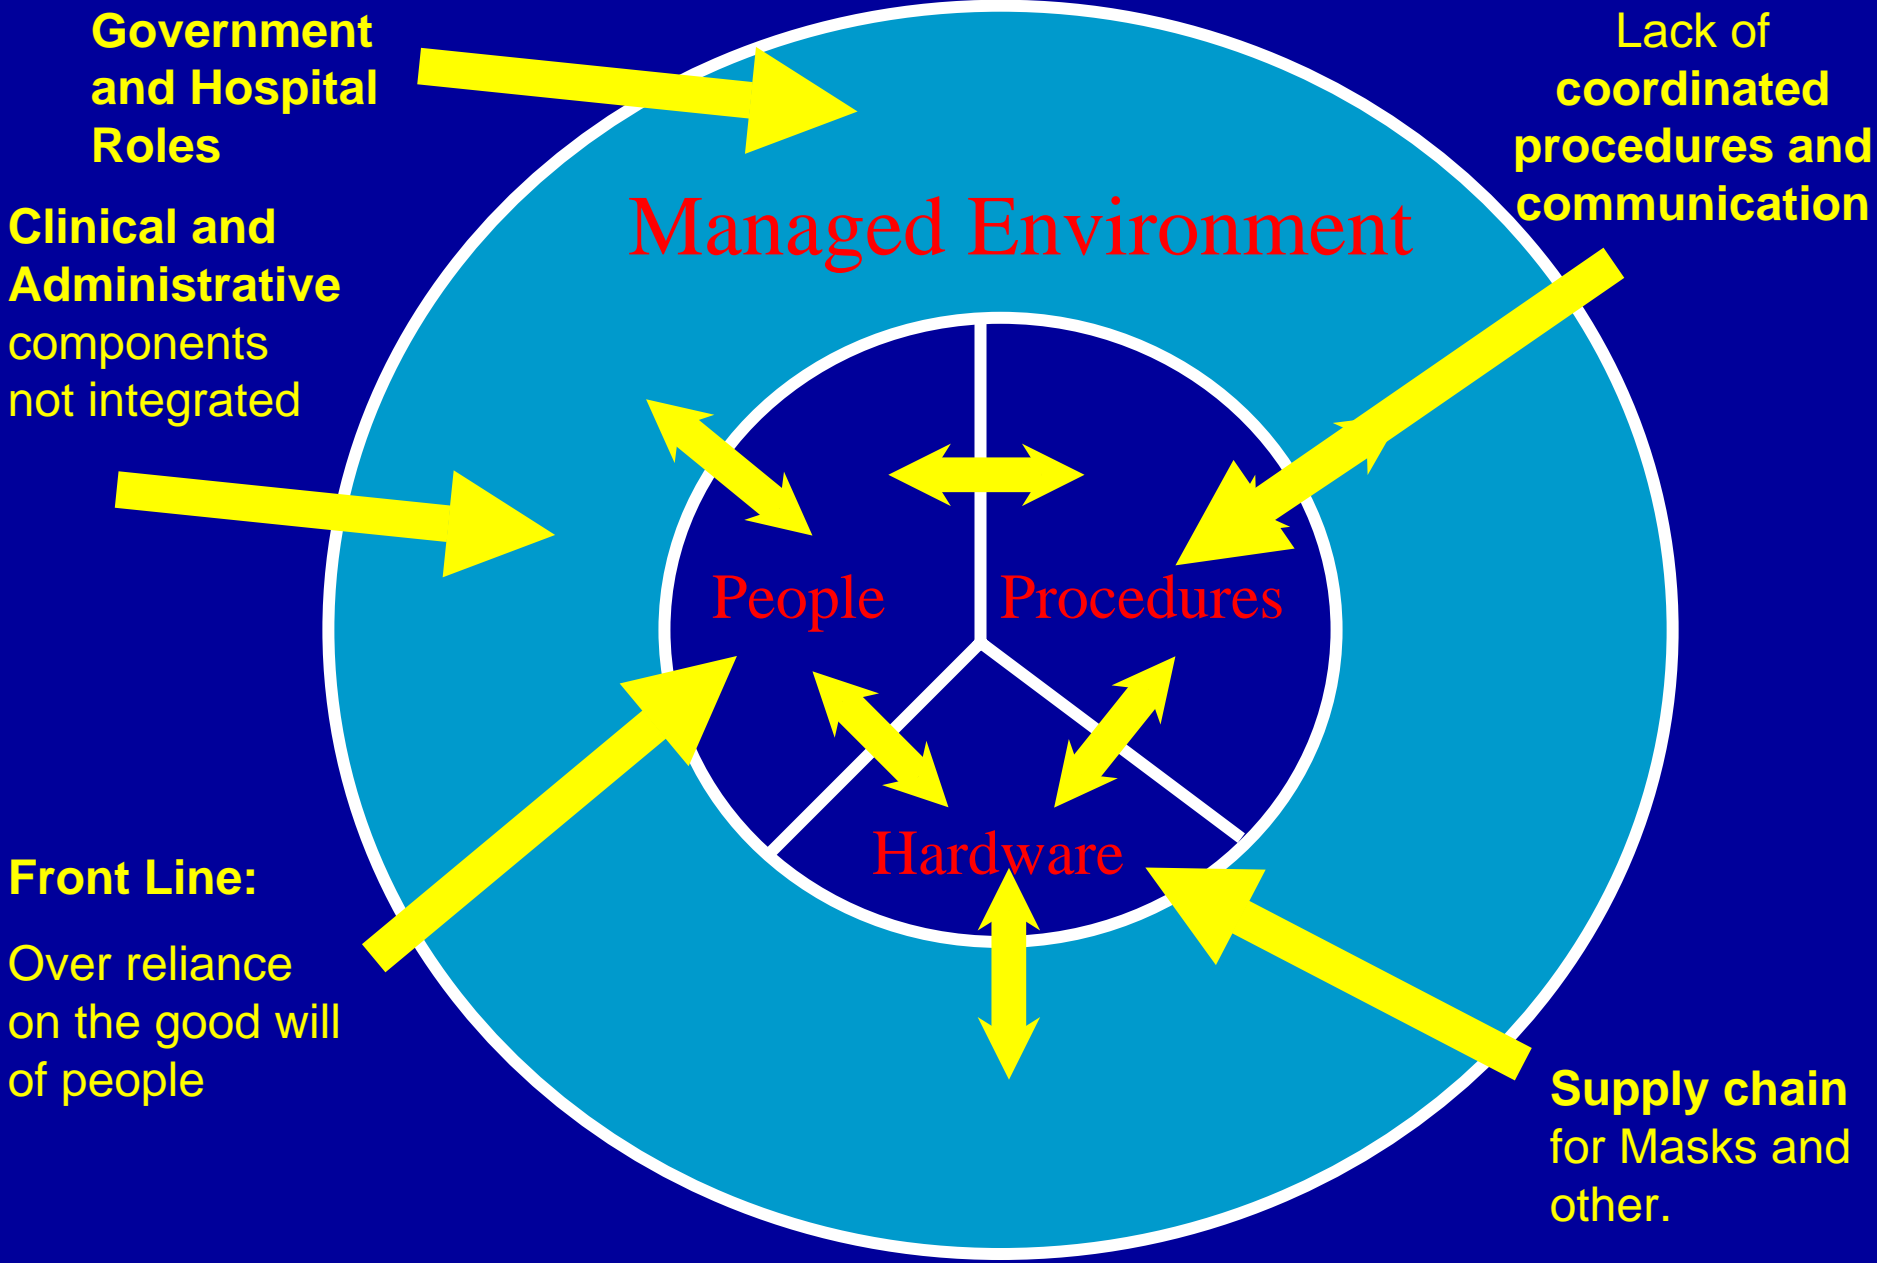 Government
and Hospital
Roles
Clinical and
Administrative
components
not integrated
Lack of
coordinated
procedures and
communication
Managed Environment
People
Procedures
Hardware
Front Line:
Over reliance
on the good will
of people
Supply chain
for Masks and
other.